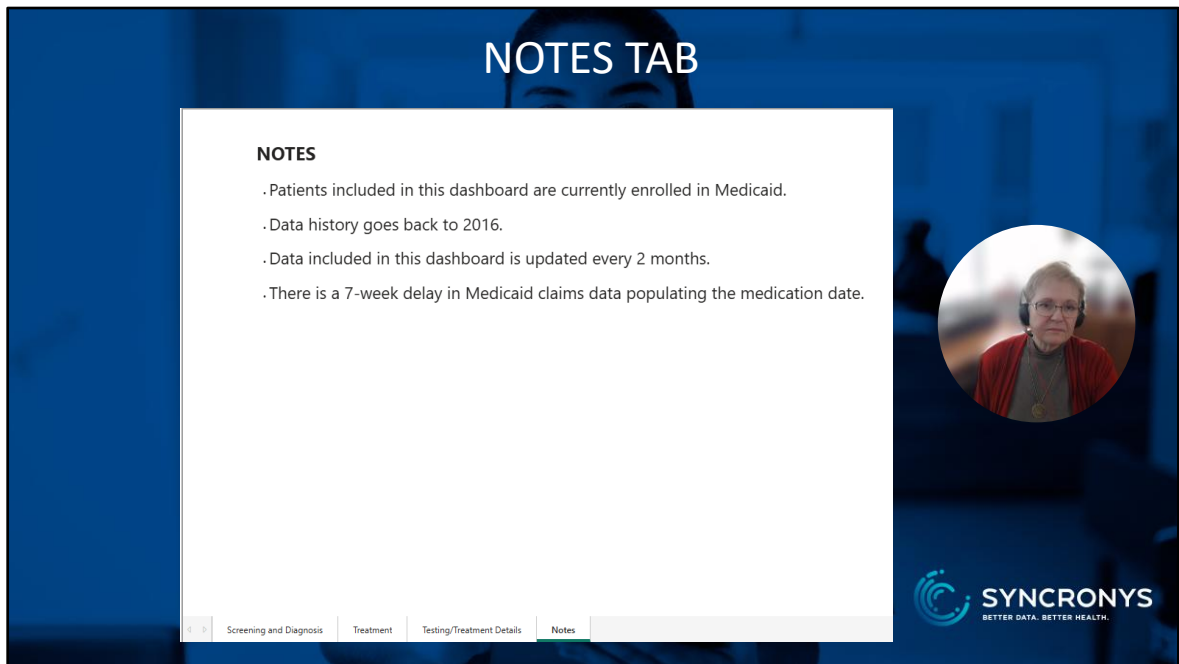 NOTES TAB
NOTES
. Patients included in this dashboard are currently enrolled in Medicaid.
. Data history goes back to 2016.
. Data included in this dashboard is updated every 2 months.
. There is a 7-week delay in Medicaid claims data populating the medication date.
SYNCRONYS
BETTER DATA. BETTER HEALTH.
Screening and Diagnosis Treatment Testing/Treatment Details Notes